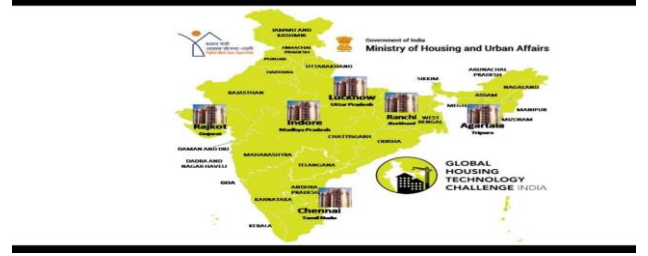 JAMMU AND
KASHMIR
Government of India
Ministry of Housing and Urban Affairs
HIMACHAL
PRADESH
PUNJAB
UTTARAKHAND
HARYANA
ARUNACHAL
PRADESH
SIKKIM
NAGALAND
RAJASTHAN
ASSAM
Lucknow
Uttar Pradesh
MEGH
MANIPUR
Rajkot
Gujarat
Indore
Madhya Pradesh
Ranchi
Jharkhand
WEST
BENGAL
Agartala
Tripura
MIZORAM
CHATTISGARH
ODISHA
DAMAN AND DIU
DADRA AND
NAGAR HAVELI
MAHARASHTRA
TELANGANA
GLOBAL
HOUSING
TECHNOLOGY
CHALLENGE INDIA
GOA
ANDHRA
PRADESH
KARNATAKA
Chennai
Tamil Nadu
KERALA